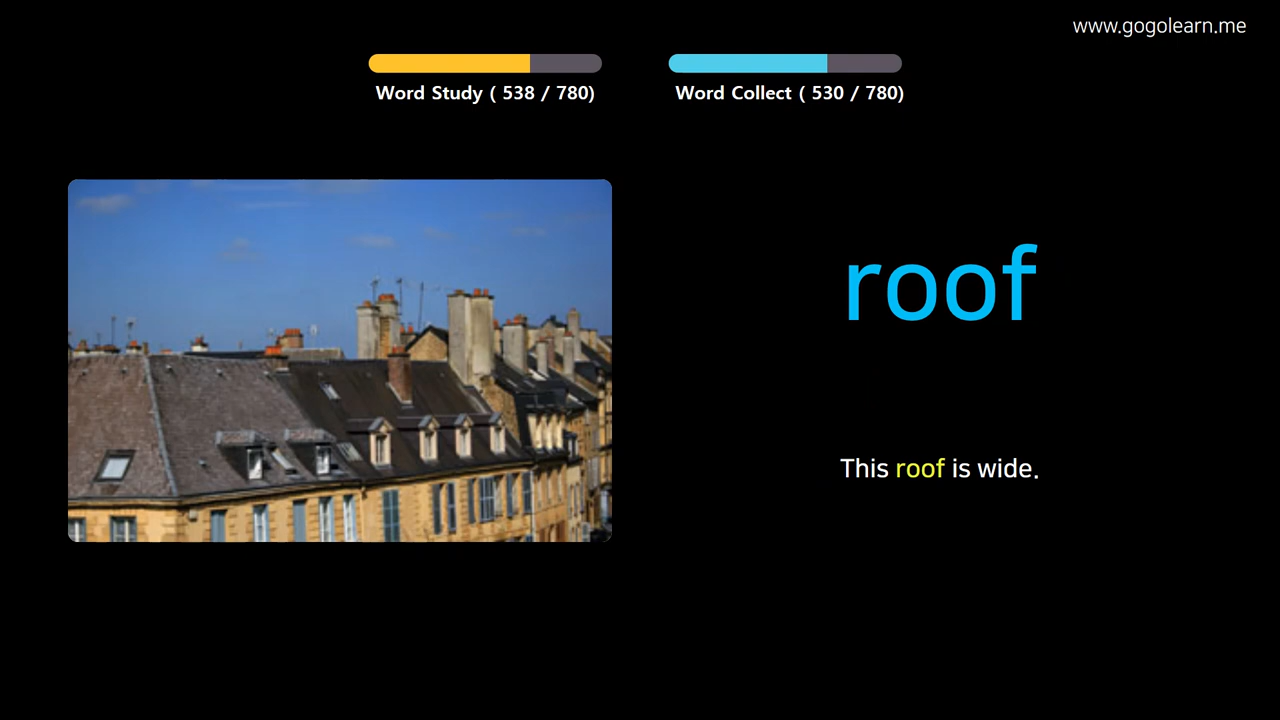 www.gogolearn.me
Word Study ( 538 / 780)
Word Collect ( 530 / 780)
roof
This roof is wide.